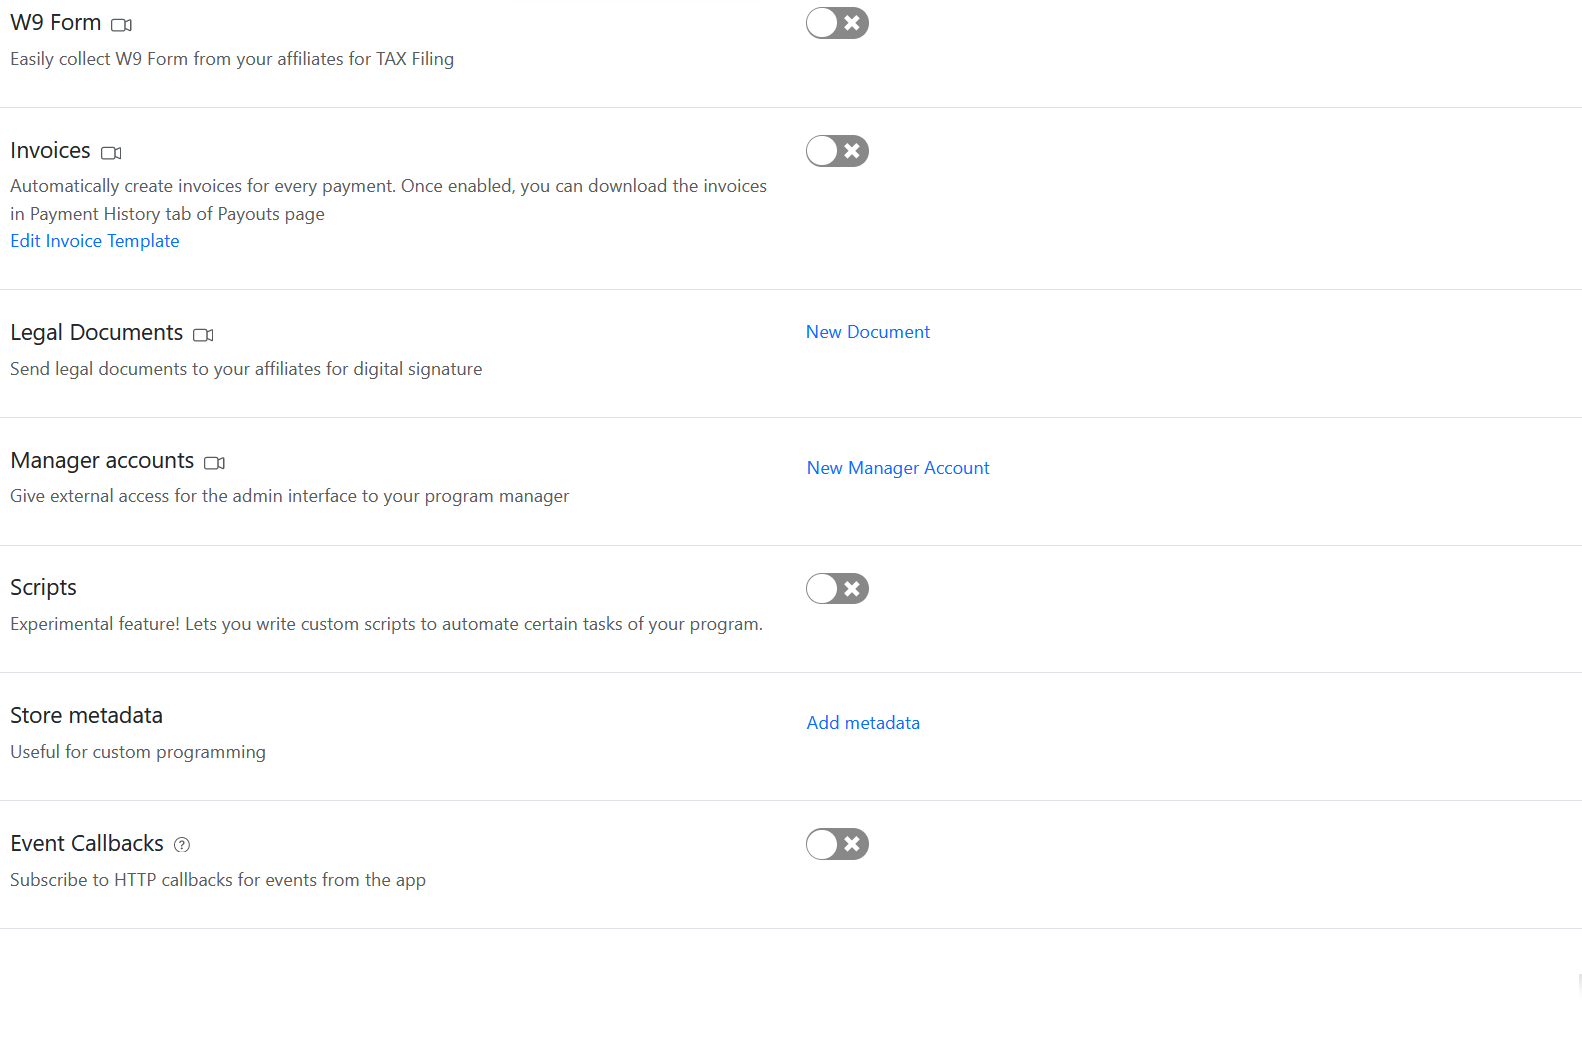 W9 Form
Easily collect W9 Form from your affiliates for TAX Filing
Invoices
Automatically create invoices for every payment. Once enabled, you can download the invoices
in Payment History tab of Payouts page
Edit Invoice Template
Legal Documents
New Document
Send legal documents to your affiliates for digital signature
Manager accounts
New Manager Account
Give external access for the admin interface to your program manager
Scripts
Experimental feature! Lets you write custom scripts to automate certain tasks of your program.
Store metadata
Add metadata
Useful for custom programming
Event Callbacks
Subscribe to HTTP callbacks for events from the app